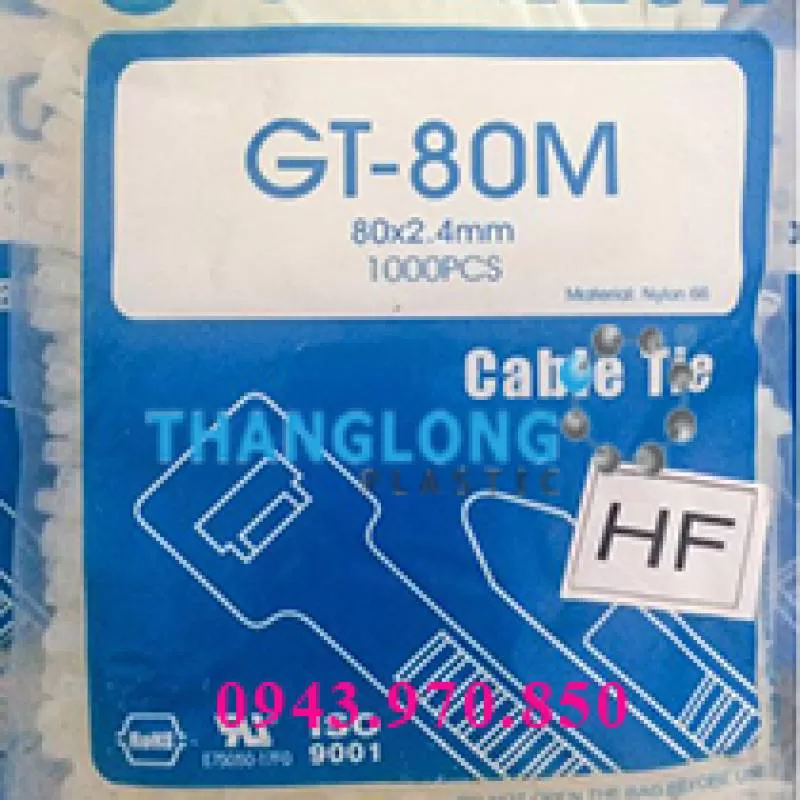 GT-80M
80x2.4mm
1000PCS
Material: Nylon 66
Cable Tie
THANGLONG
PLASTIC
HF
0943.970.850
RoHS
ISO
9001